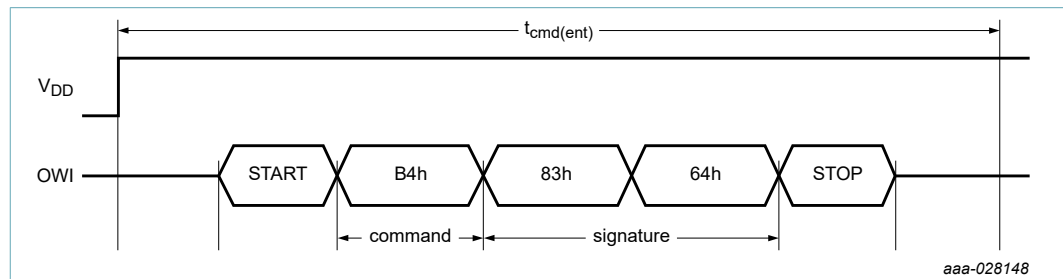 tcmd(ent)
VDD
OWI
START
B4h
83h
64h
STOP
command
signature
aaa-028148